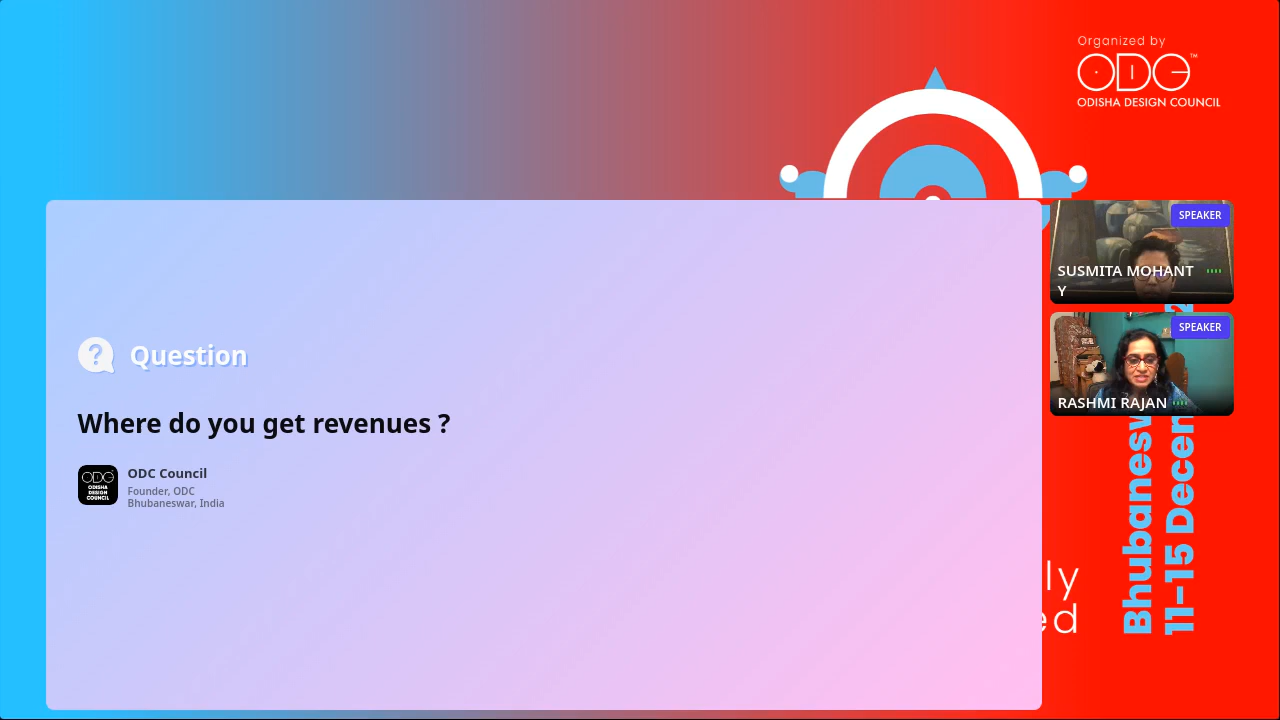 Organized by
ODC™
ODISHA DESIGN COUNCIL
SPEAKER
SUSMITA MOHANT
Y
SPEAKER
RASHMI RAJAN
Question
Where do you get revenues ?
ODC
ODISHA
DESIGN
COUNCIL
ODC Council
Founder, ODC
Bhubaneswar, India
ly
ed
Bhubanesw
11–15 Decem